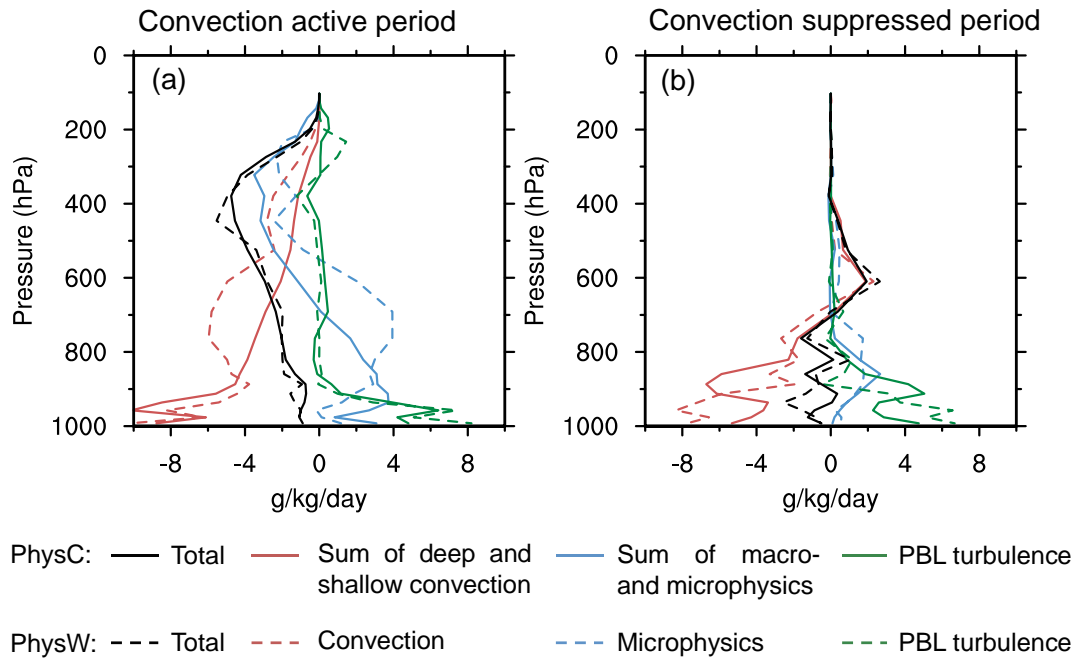 Convection active period
Convection suppressed period
(a)
(b)
Pressure (hPa)
0
200
400
600
800
1000
-8 -4 0 4 8
g/kg/day
Pressure (hPa)
0
200
400
600
800
1000
-8 -4 0 4 8
g/kg/day
PhysC: Total Sum of deep and Sum of macro- PBL turbulence
shallow convection and microphysics
PhysW: Total Convection Microphysics PBL turbulence